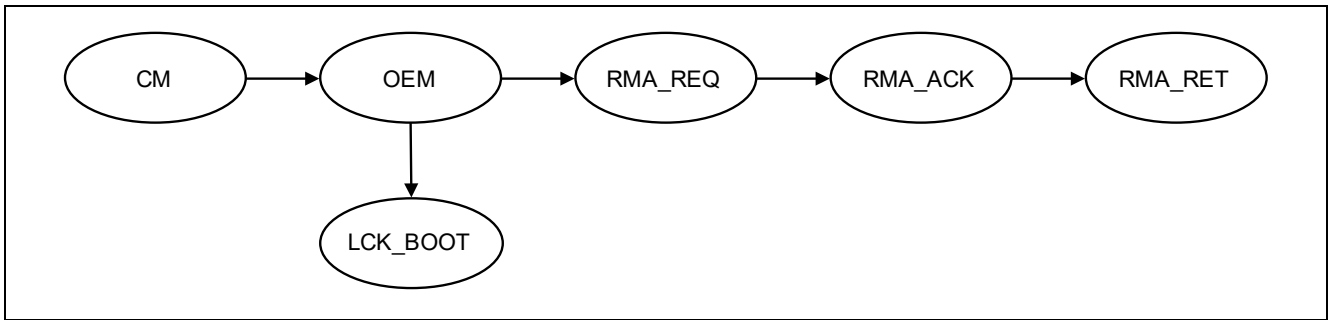 CM
OEM
RMA_REQ
RMA_ACK
RMA_RET
LCK_BOOT